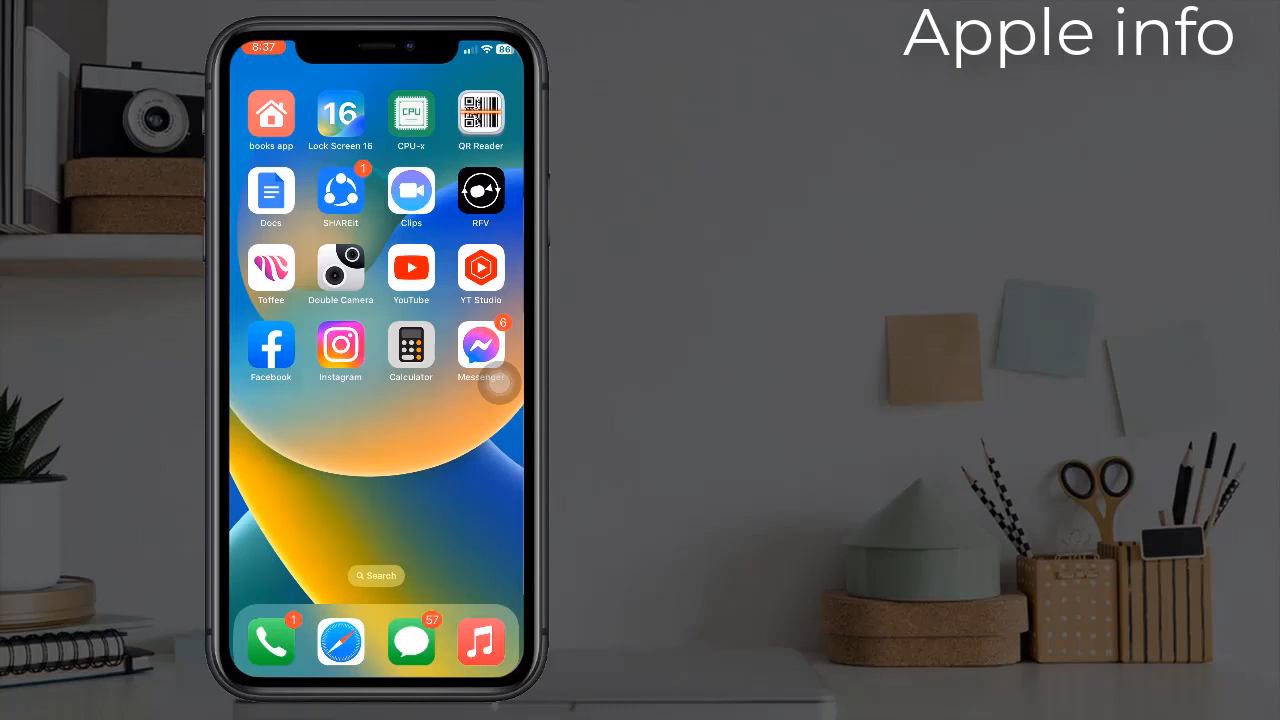 Apple info
8:37
86
16
CPU
books app
Lock Screen 16
CPU-x
QR Reader
1
Docs
SHAREit
Clips
RFV
Toffee
Double Camera
YouTube
YT Studio
6
Facebook
Instagram
Calculator
Messenger
Search
1
57